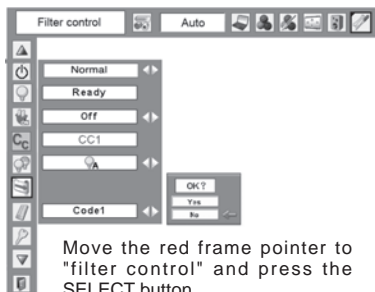 Filter control
Auto
Normal
Ready
Off
Cc
CC1
A
Code1
OK?
Yes
No
Move the red frame pointer to
"filter control" and press the
SELECT button